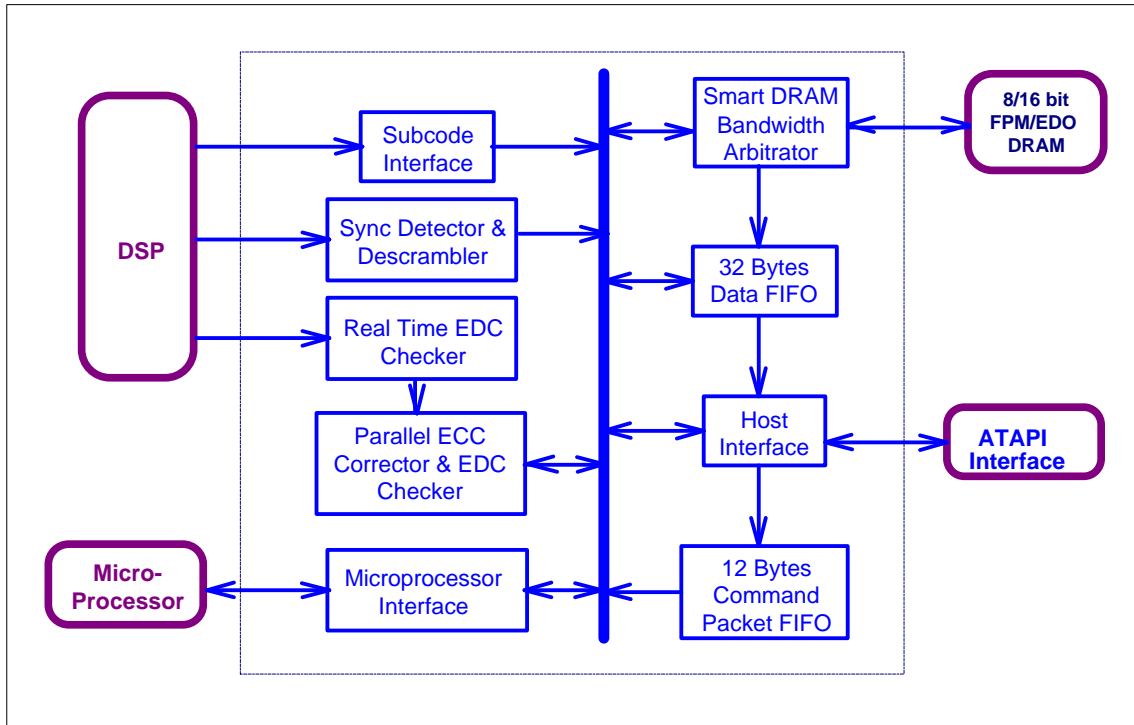 DSP
Subcode
Interface
Sync Detector &
Descrambler
Real Time EDC
Checker
Parallel ECC
Corrector & EDC
Checker
Micro-
Processor
Microprocessor
Interface
Smart DRAM
Bandwidth
Arbitrator
8/16 bit
FPM/EDO
DRAM
32 Bytes
Data FIFO
Host
Interface
ATAPI
Interface
12 Bytes
Command
Packet FIFO